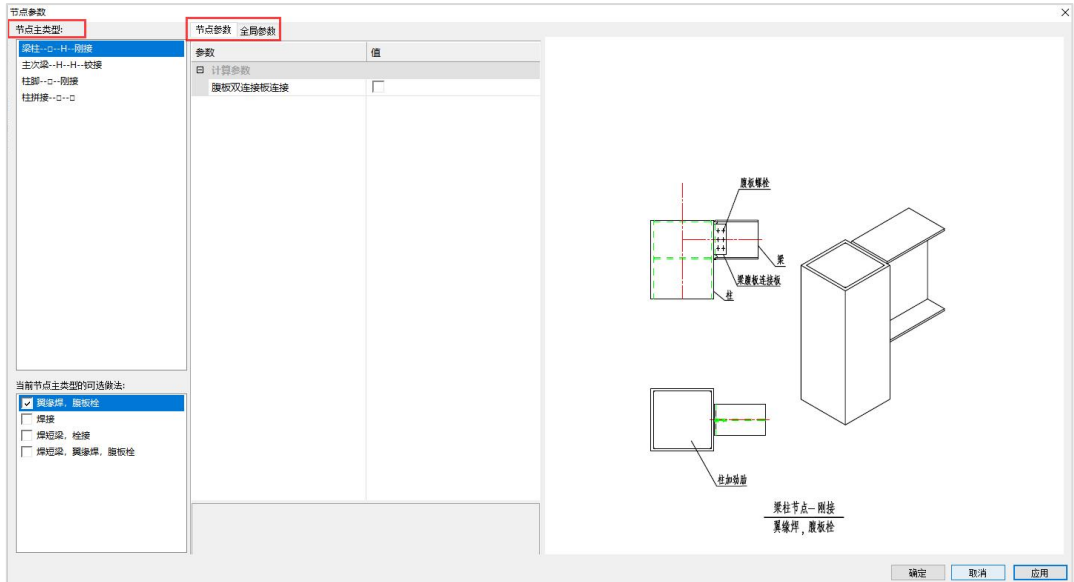 节点参数
节点主类型:
梁柱--□--H--刚接
主次梁--H--H--铰接
柱脚--□--刚接
柱拼接--□--□
当前节点主类型的可选做法:
翼缘焊, 腹板栓
焊接
焊短梁, 栓接
焊短梁, 翼缘焊, 腹板栓
节点参数 全局参数
参数 值
计算参数
腹板双连接板连接
腹板螺栓
梁
梁腹板连接板
柱
柱加劲肋
梁柱节点-刚接
翼缘焊,腹板栓
确定 取消 应用